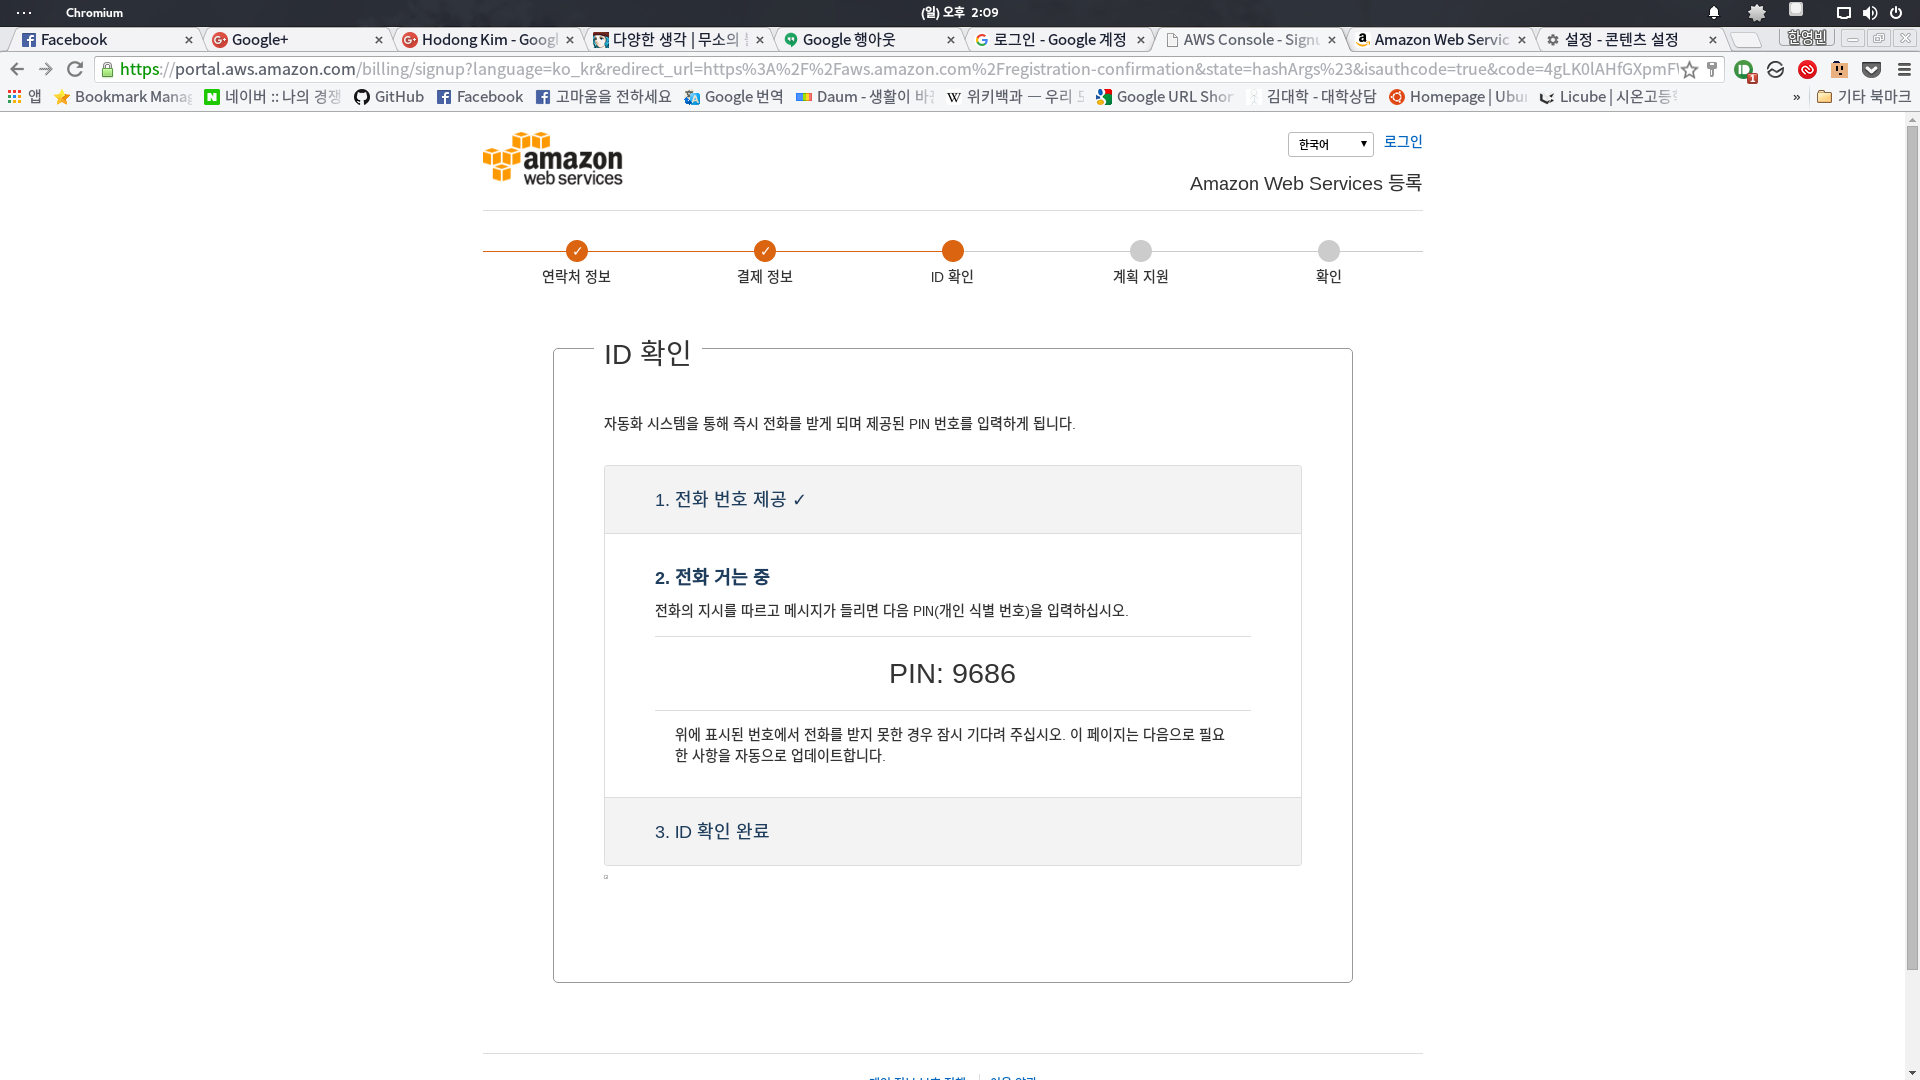 Chromium
(일) 오후 2:09
Facebook
Google+
Hodong Kim - Googl
다양한 생각 | 무소의
Google 행아웃
로그인 - Google 계정
AWS Console - Signu
Amazon Web Servic
설정 - 콘텐츠 설정
한영빈
https://portal.aws.amazon.com/billing/signup?language=ko_kr&redirect_url=https%3A%2F%2Faws.amazon.com%2Fregistration-confirmation&state=hashArgs%23&isauthcode=true&code=4gLK0lAHfGXpmF
앱
Bookmark Manag
네이버 :: 나의 경쟁
GitHub
Facebook
고마움을 전하세요
Google 번역
Daum - 생활이 바
위키백과 — 우리
Google URL Shor
김대학 - 대학상담
Homepage | Ubu
Licube | 시온고등
»
기타 북마크
amazon
web services
한국어
로그인
Amazon Web Services 등록
연락처 정보
결제 정보
ID 확인
계획 지원
확인
ID 확인
자동화 시스템을 통해 즉시 전화를 받게 되며 제공된 PIN 번호를 입력하게 됩니다.
1. 전화 번호 제공 ✓
2. 전화 거는 중
전화의 지시를 따르고 메시지가 들리면 다음 PIN(개인 식별 번호)을 입력하십시오.
PIN: 9686
위에 표시된 번호에서 전화를 받지 못한 경우 잠시 기다려 주십시오. 이 페이지는 다음으로 필요
한 사항을 자동으로 업데이트합니다.
3. ID 확인 완료